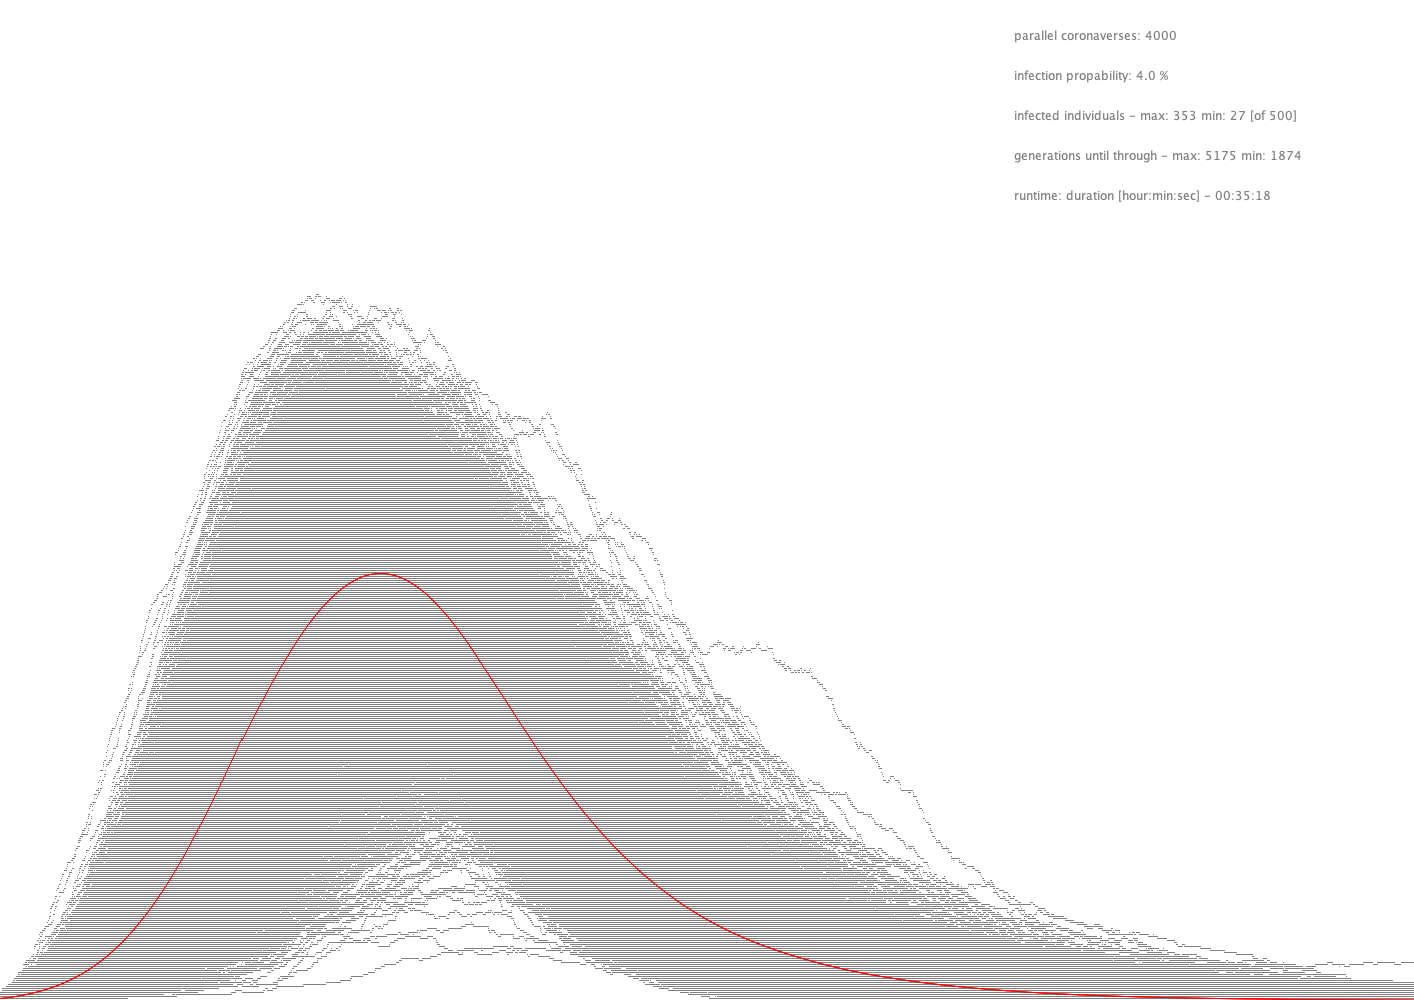 parallel coronaverses: 4000
infection propability: 4.0 %
infected individuals – max: 353 min: 27 [of 500]
generations until through – max: 5175 min: 1874
runtime: duration [hour:min:sec] – 00:35:18